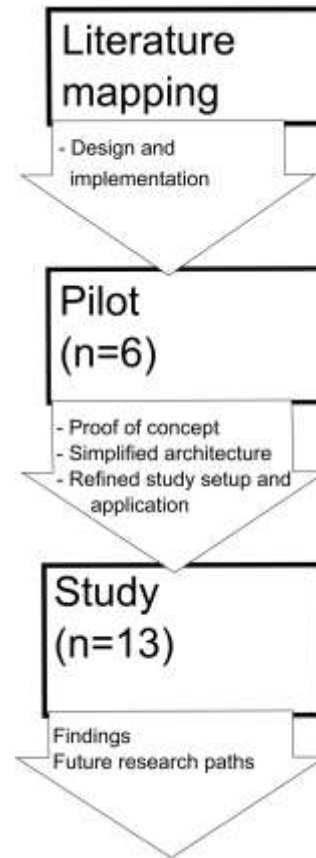 Literature
mapping
- Design and
implementation
Pilot
(n=6)
- Proof of concept
- Simplified architecture
- Refined study setup and
application
Study
(n=13)
Findings
Future research paths